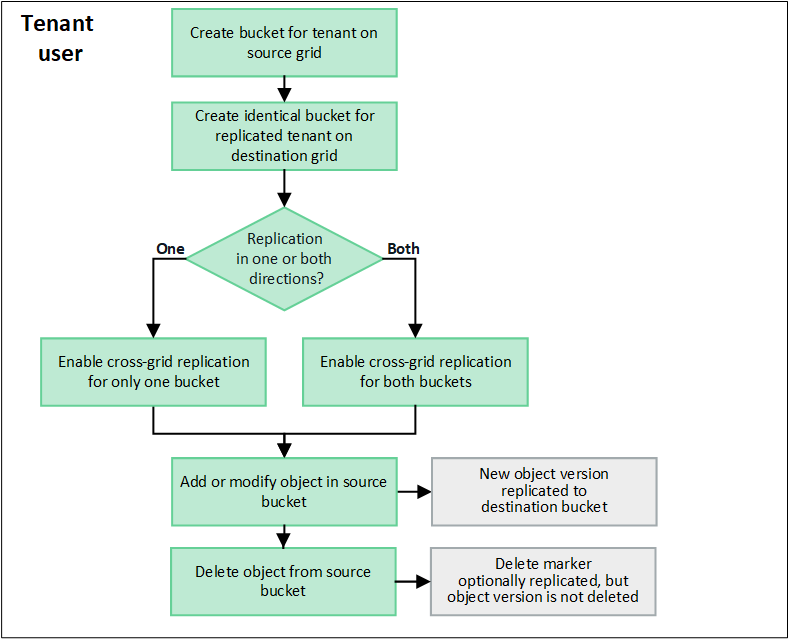 Tenant
user
Create bucket for tenant on
source grid
Create identical bucket for
replicated tenant on
destination grid
Replication
in one or both
directions?
One
Both
Enable cross-grid replication
for only one bucket
Enable cross-grid replication
for both buckets
Add or modify object in source
bucket
New object version
replicated to
destination bucket
Delete object from source
bucket
Delete marker
optionally replicated, but
object version is not deleted